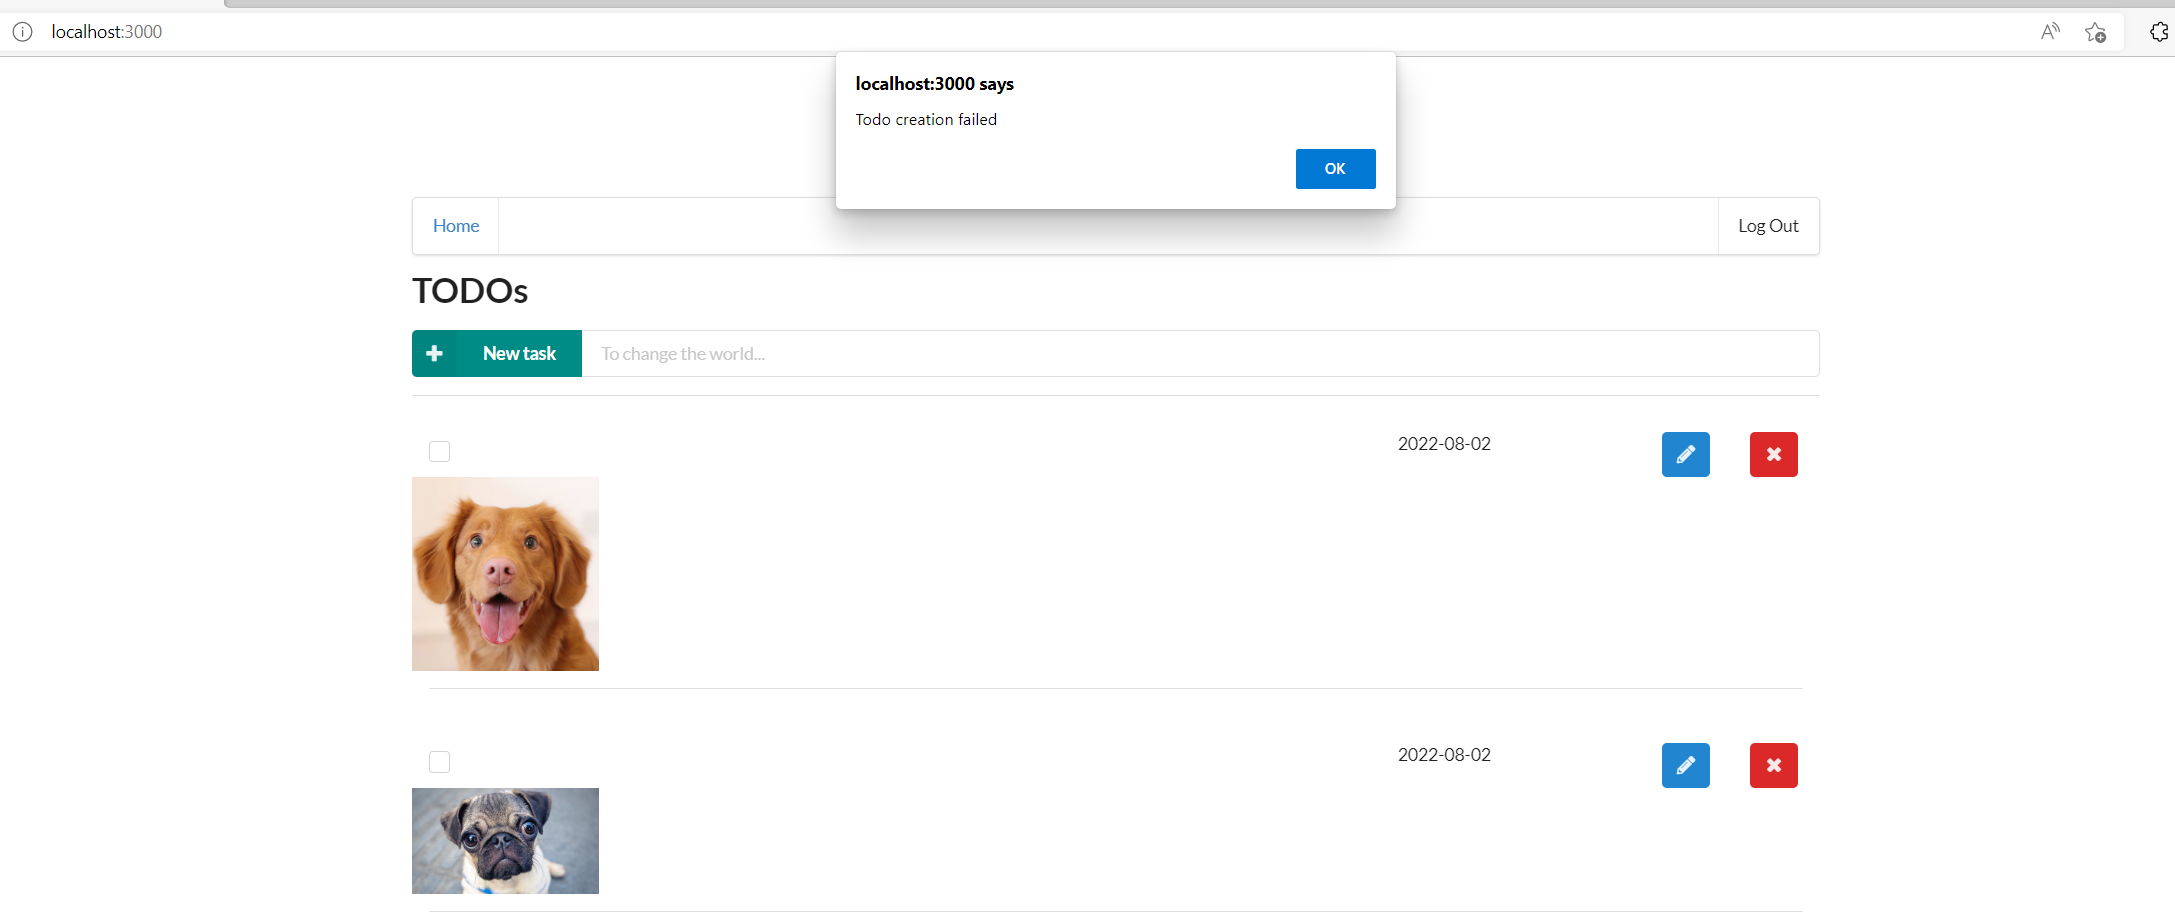 localhost:3000
localhost:3000 says
Todo creation failed
OK
Home
Log Out
TODOs
New task
To change the world...
2022-08-02
2022-08-02